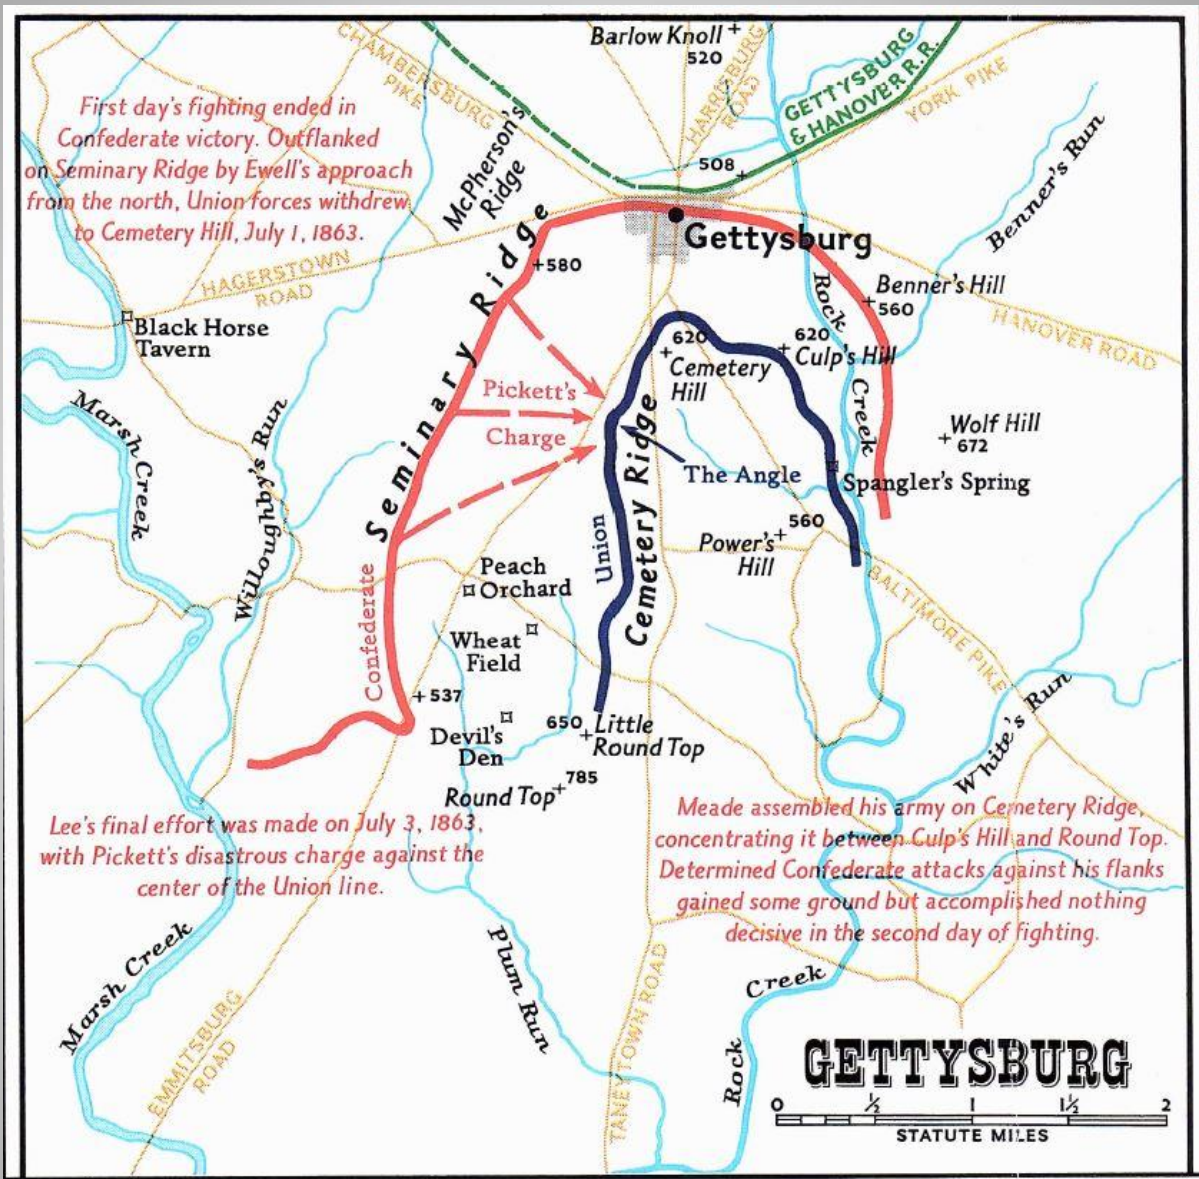 Barlow Knoll
520
CHAMBERSBURG
PIKE
HARRISBURG
ROAD
GETTYSBURG
& HANOVER R. R.
YORK PIKE
First day's fighting ended in
Confederate victory. Outflanked
on Seminary Ridge by Ewell's approach
from the north, Union forces withdrew
to Cemetery Hill, July 1, 1863.
McPherson's
Ridge
508
Benner's Run
Gettysburg
HAGERSTOWN
ROAD
Seminary Ridge
580
Rock Creek
Benner's Hill
560
HANOVER ROAD
Black Horse
Tavern
620
Cemetery
Hill
620
Culp's Hill
Pickett's
Charge
Marsh Creek
Willoughby's Run
Wolf Hill
672
The Angle
Spangler's Spring
Cemetery Ridge
Union
560
Power's
Hill
Peach
Orchard
Confederate
Wheat
Field
BALTIMORE PIKE
537
Devil's
Den
650
Little
Round Top
White's Run
Round Top
785
Lee's final effort was made on July 3, 1863,
with Pickett's disastrous charge against the
center of the Union line.
Meade assembled his army on Cemetery Ridge,
concentrating it between Culp's Hill and Round Top.
Determined Confederate attacks against his flanks
gained some ground but accomplished nothing
decisive in the second day of fighting.
Marsh Creek
Plum Run
EMMITSBURG
ROAD
TANEYTOWN ROAD
Rock Creek
GETTYSBURG
0 ½ 1 1½ 2
STATUTE MILES